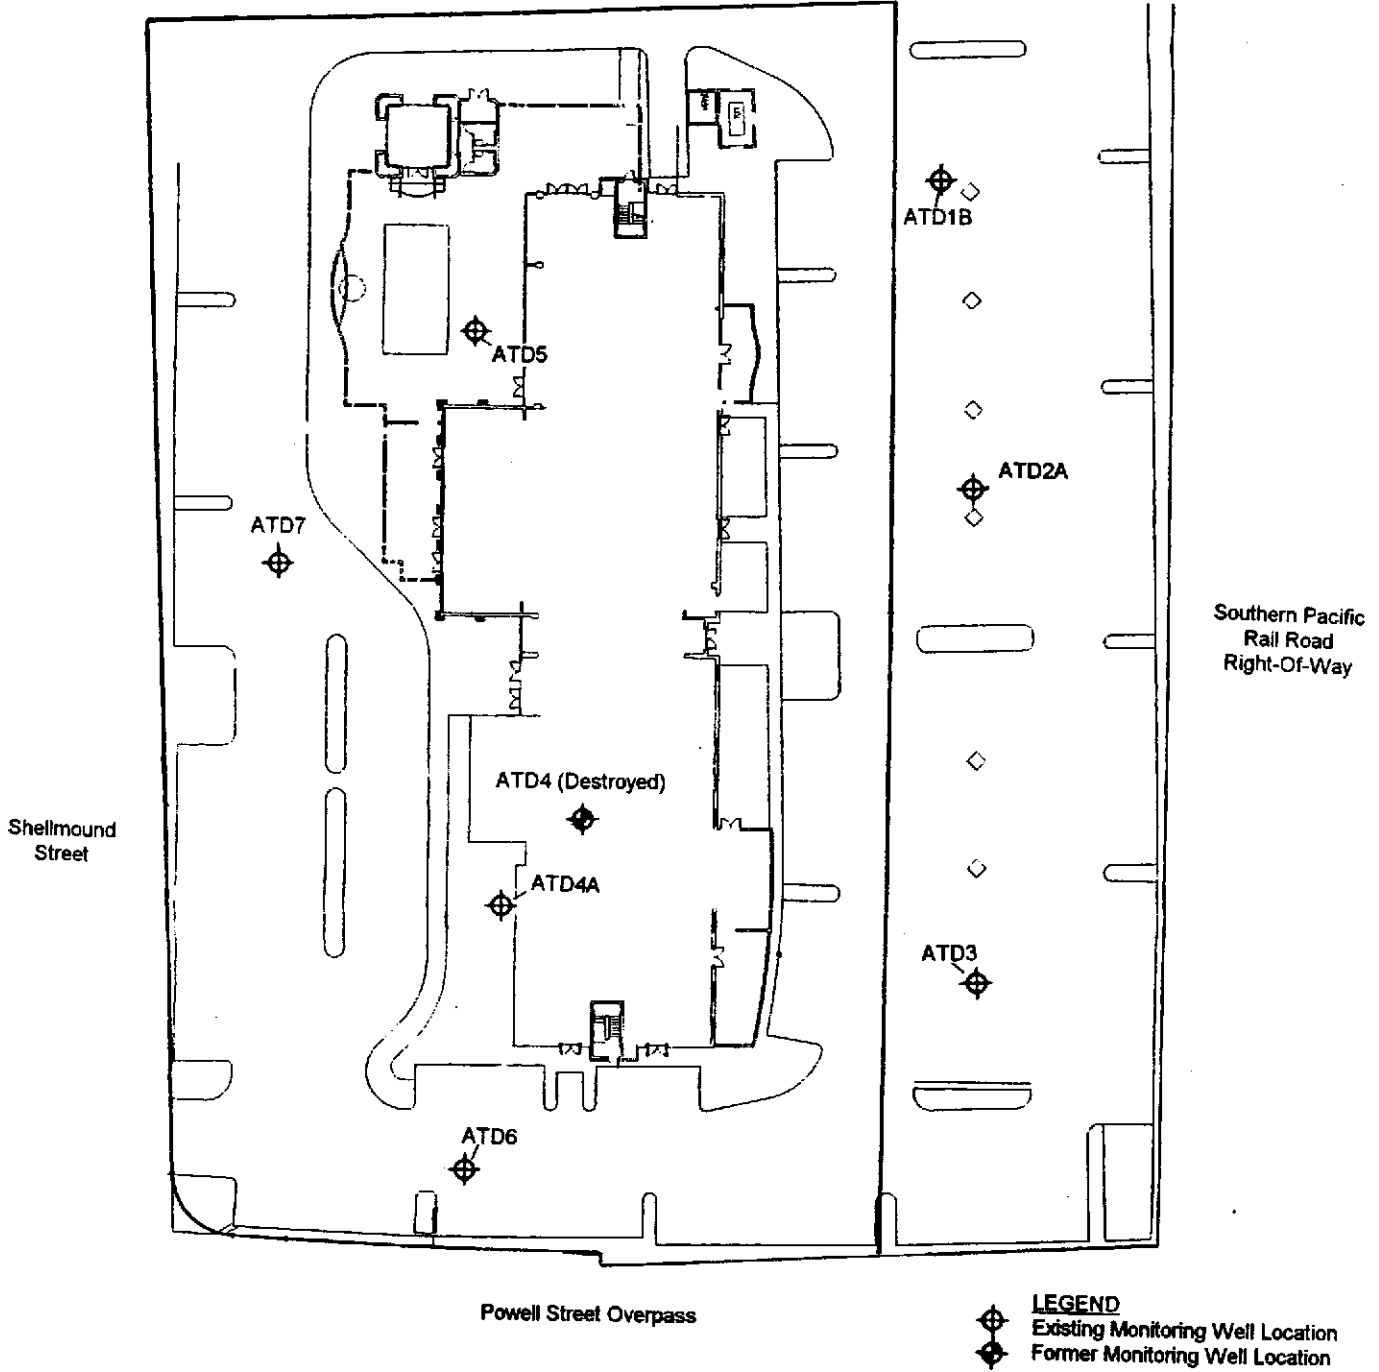 ATD1B
ATD5
ATD2A
ATD7
Southern Pacific
Rail Road
Right-Of-Way
ATD4 (Destroyed)
Shellmound
Street
ATD4A
ATD3
ATD6
Powell Street Overpass
LEGEND
Existing Monitoring Well Location
Former Monitoring Well Location